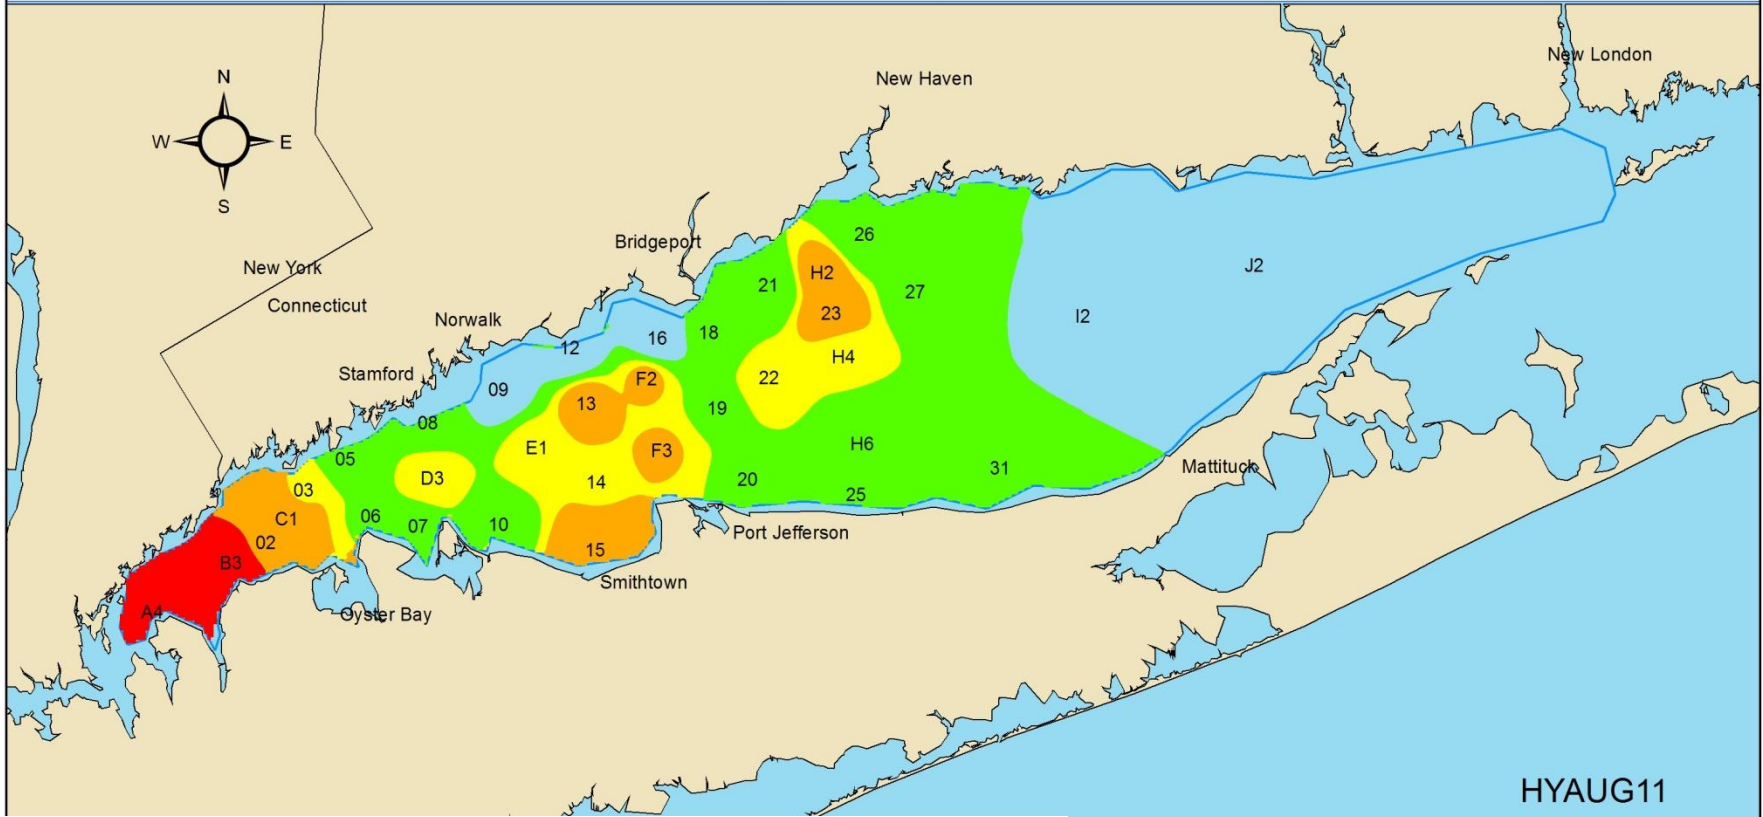 New London
New Haven
N
W
E
S
26
Bridgeport
New York
H2
J2
21
27
Connecticut
23
I2
Norwalk
18
16
12
H4
Stamford
F2
22
09
13
19
08
E1
H6
F3
05
31
Mattituck
D3
20
14
03
25
C1
06
07
10
Port Jefferson
02
15
B3
Smithtown
A4
Oyster Bay
HYAUG11